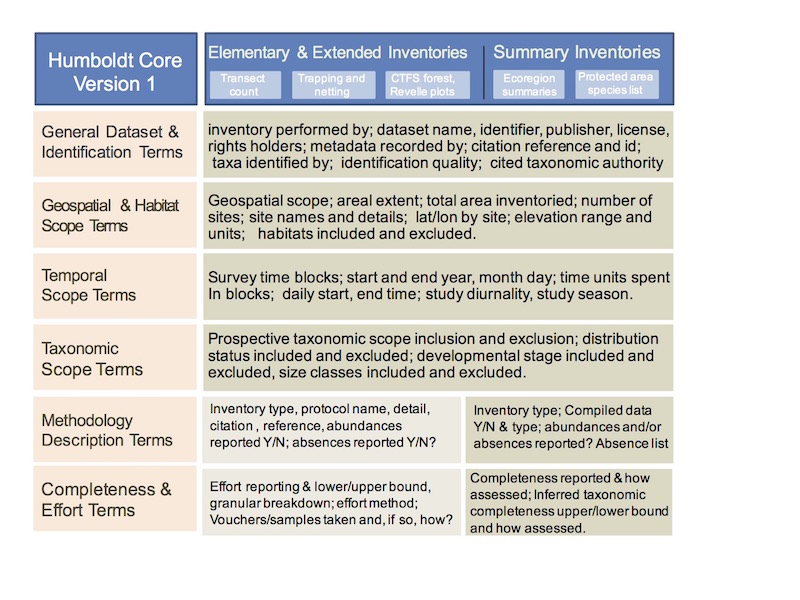 Humboldt Core
Version 1
Elementary & Extended Inventories
Transect
count
Trapping and
netting
CTFS forest,
Revelle plots
Summary Inventories
Ecoregion
summaries
Protected area
species list
General Dataset &
Identification Terms
inventory performed by; dataset name, identifier, publisher, license,
rights holders; metadata recorded by; citation reference and id;
taxa identified by; identification quality; cited taxonomic authority
Geospatial & Habitat
Scope Terms
Geospatial scope; areal extent; total area inventoried; number of
sites; site names and details; lat/lon by site; elevation range and
units; habitats included and excluded.
Temporal
Scope Terms
Survey time blocks; start and end year, month day; time units spent
In blocks; daily start, end time; study diurnality, study season.
Taxonomic
Scope Terms
Prospective taxonomic scope inclusion and exclusion; distribution
status included and excluded; developmental stage included and
excluded, size classes included and excluded.
Methodology
Description Terms
Inventory type, protocol name, detail,
citation , reference, abundances
reported Y/N; absences reported Y/N?
Inventory type; Compiled data
Y/N & type; abundances and/or
absences reported? Absence list
Completeness &
Effort Terms
Effort reporting & lower/upper bound,
granular breakdown; effort method;
Vouchers/samples taken and, if so, how?
Completeness reported & how
assessed; Inferred taxonomic
completeness upper/lower bound
and how assessed.